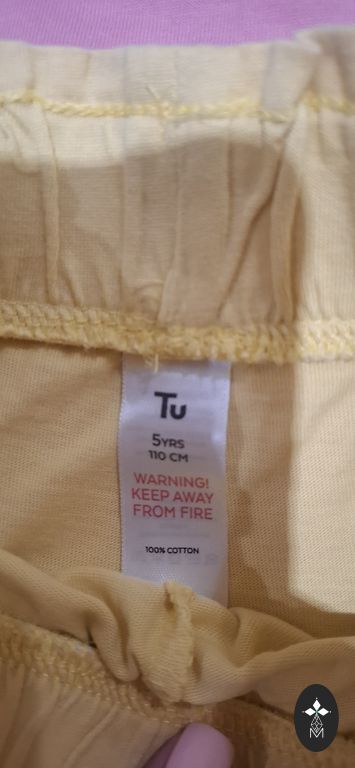 Tu
5YRS
110 CM
WARNING!
KEEP AWAY
FROM FIRE
100% COTTON
M